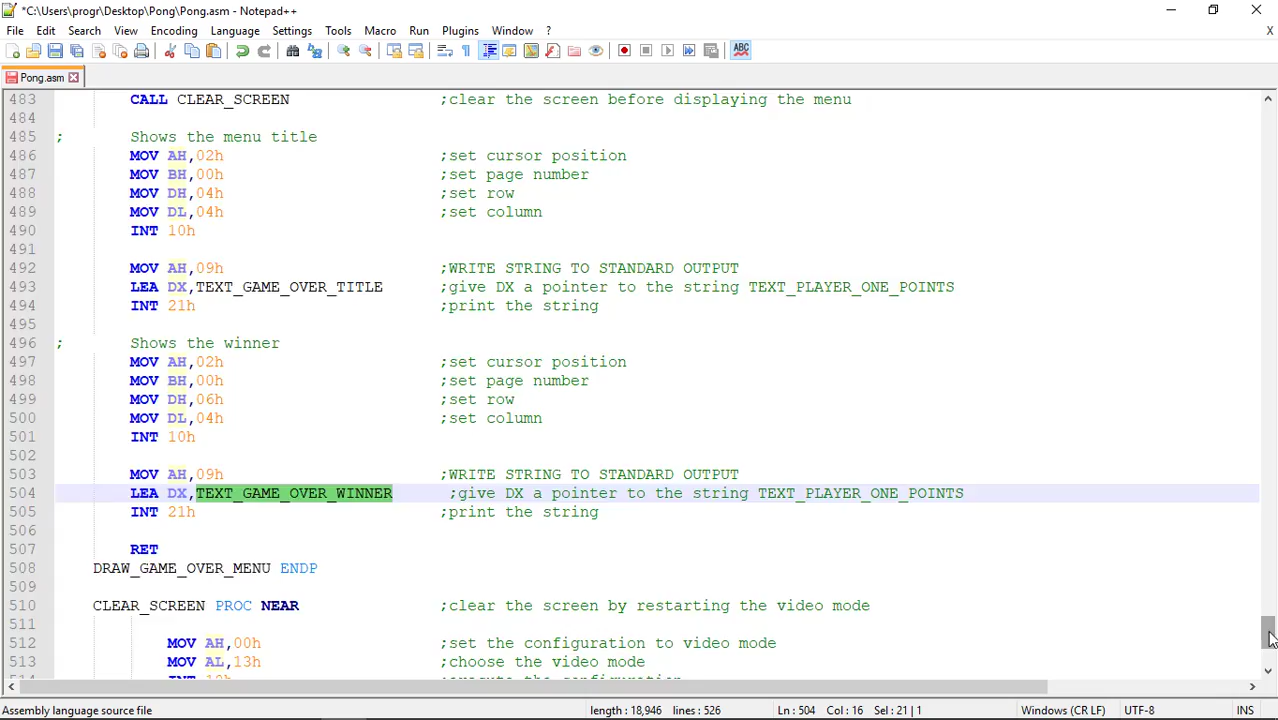 *C:\Users\progr\Desktop\Pong\Pong.asm - Notepad++
File Edit Search View Encoding Language Settings Tools Macro Run Plugins Window ? X
ABC
Pong.asm
483 CALL CLEAR_SCREEN ;clear the screen before displaying the menu
484
485 ; Shows the menu title
486 MOV AH,02h ;set cursor position
487 MOV BH,00h ;set page number
488 MOV DH,04h ;set row
489 MOV DL,04h ;set column
490 INT 10h
491
492 MOV AH,09h ;WRITE STRING TO STANDARD OUTPUT
493 LEA DX,TEXT_GAME_OVER_TITLE ;give DX a pointer to the string TEXT_PLAYER_ONE_POINTS
494 INT 21h ;print the string
495
496 ; Shows the winner
497 MOV AH,02h ;set cursor position
498 MOV BH,00h ;set page number
499 MOV DH,06h ;set row
500 MOV DL,04h ;set column
501 INT 10h
502
503 MOV AH,09h ;WRITE STRING TO STANDARD OUTPUT
504 LEA DX,TEXT_GAME_OVER_WINNER ;give DX a pointer to the string TEXT_PLAYER_ONE_POINTS
505 INT 21h ;print the string
506
507 RET
508 DRAW_GAME_OVER_MENU ENDP
509
510 CLEAR_SCREEN PROC NEAR ;clear the screen by restarting the video mode
511
512 MOV AH,00h ;set the configuration to video mode
513 MOV AL,13h ;choose the video mode
Assembly language source file length : 18,946 lines : 526 Ln : 504 Col : 16 Sel : 21 | 1 Windows (CR LF) UTF-8 INS